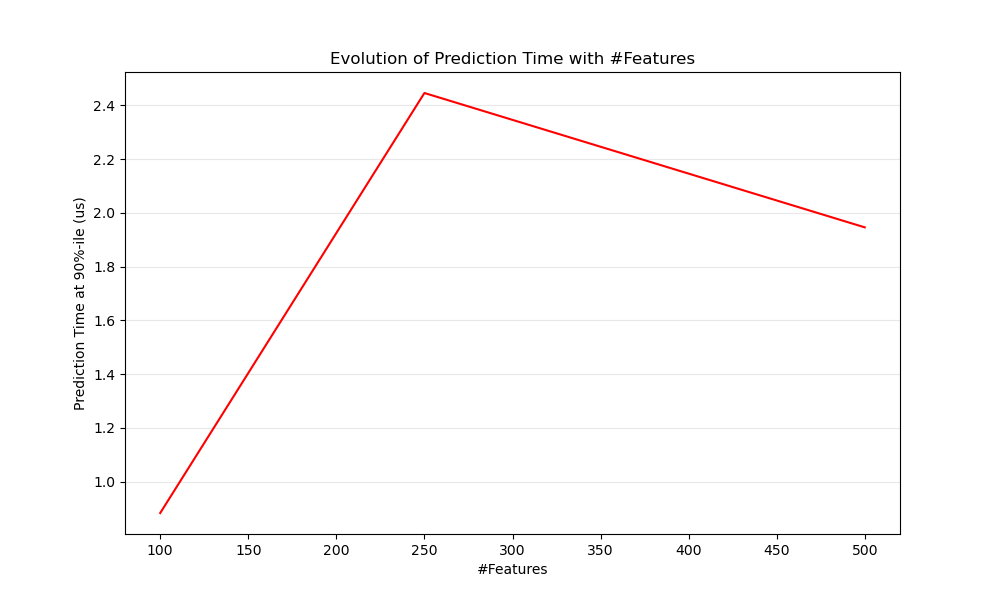 Evolution of Prediction Time with #Features
Prediction Time at 90%-ile (us)
2.4
2.2
2.0
1.8
1.6
1.4
1.2
1.0
100 150 200 250 300 350 400 450 500
#Features